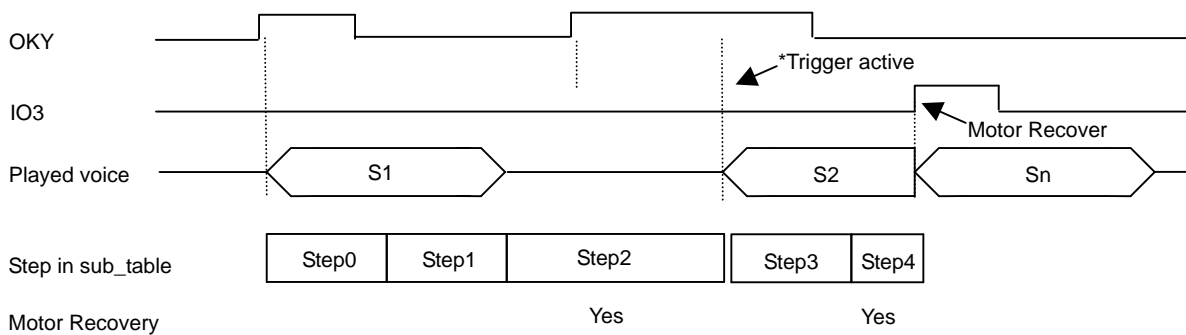 OKY
*Trigger active
IO3
Motor Recover
Played voice S1 S2 Sn
Step in sub_table Step0 Step1 Step2 Step3 Step4
Motor Recovery Yes Yes